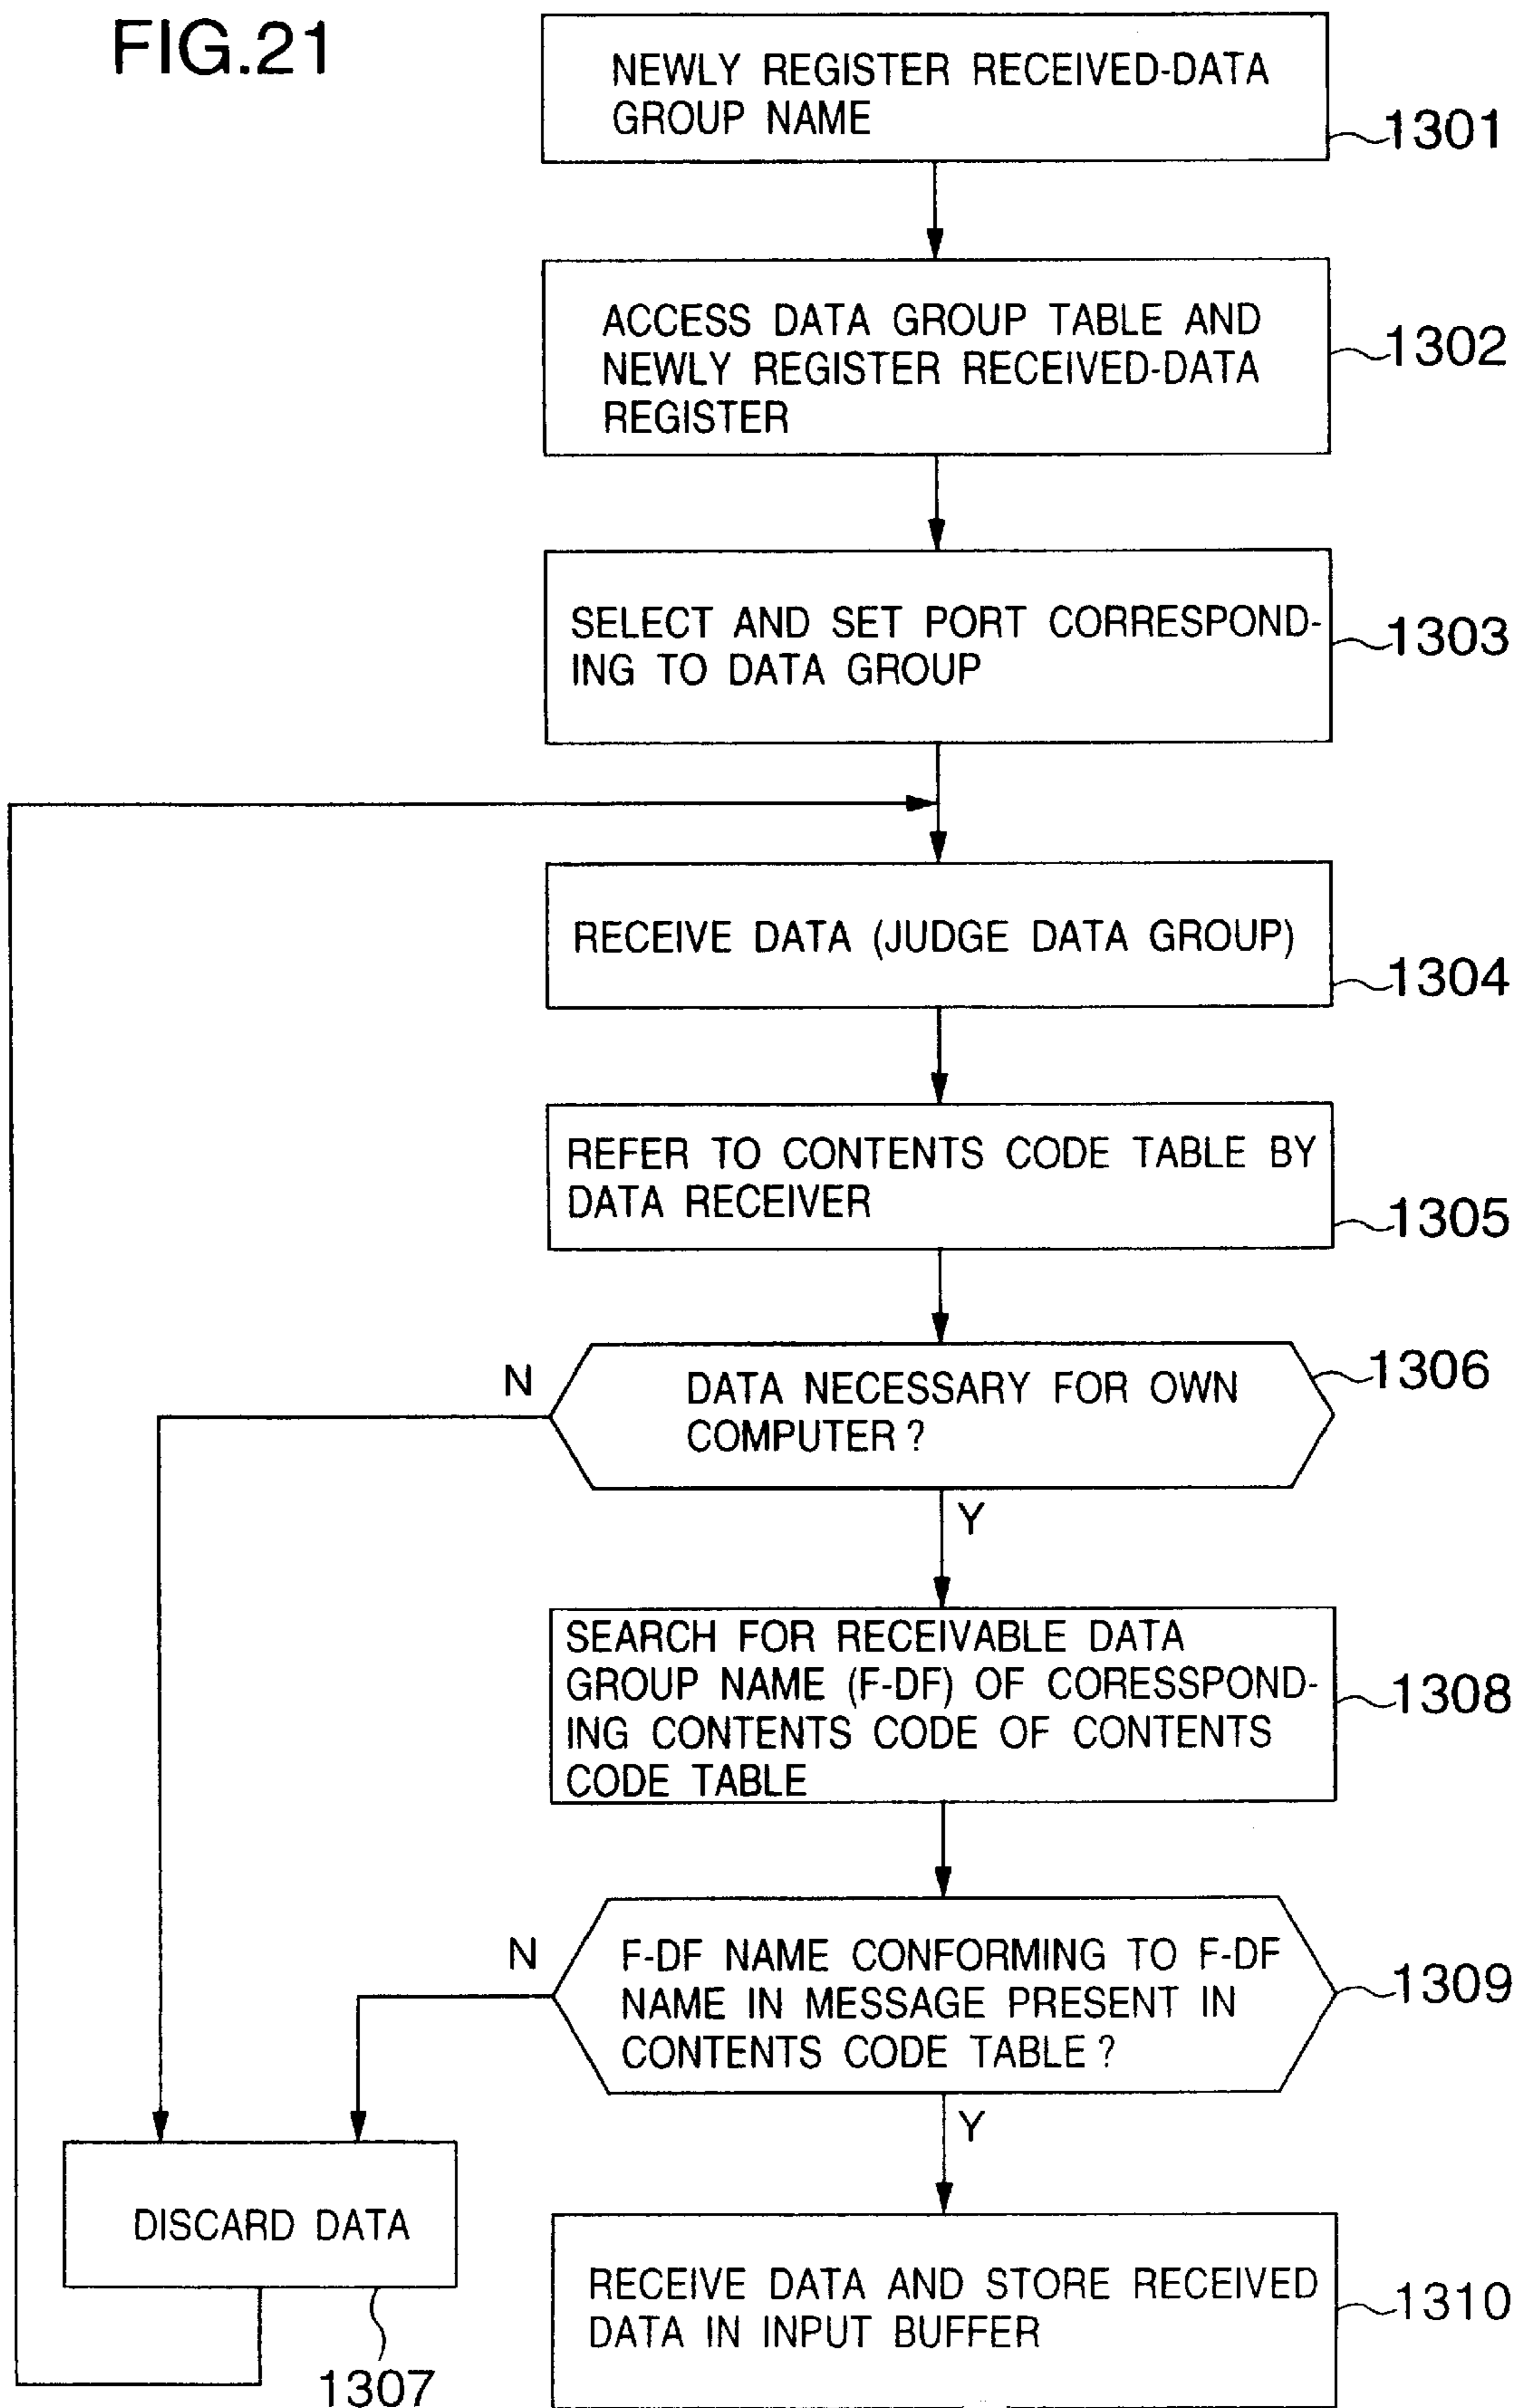 FIG.21
NEWLY REGISTER RECEIVED-DATA
GROUP NAME
1301
ACCESS DATA GROUP TABLE AND
NEWLY REGISTER RECEIVED-DATA
REGISTER
1302
SELECT AND SET PORT CORRESPOND-
ING TO DATA GROUP
1303
RECEIVE DATA (JUDGE DATA GROUP)
1304
REFER TO CONTENTS CODE TABLE BY
DATA RECEIVER
1305
N
DATA NECESSARY FOR OWN
COMPUTER ?
1306
Y
SEARCH FOR RECEIVABLE DATA
GROUP NAME (F-DF) OF CORESSPOND-
ING CONTENTS CODE OF CONTENTS
CODE TABLE
1308
N
F-DF NAME CONFORMING TO F-DF
NAME IN MESSAGE PRESENT IN
CONTENTS CODE TABLE ?
1309
Y
DISCARD DATA
1307
RECEIVE DATA AND STORE RECEIVED
DATA IN INPUT BUFFER
1310